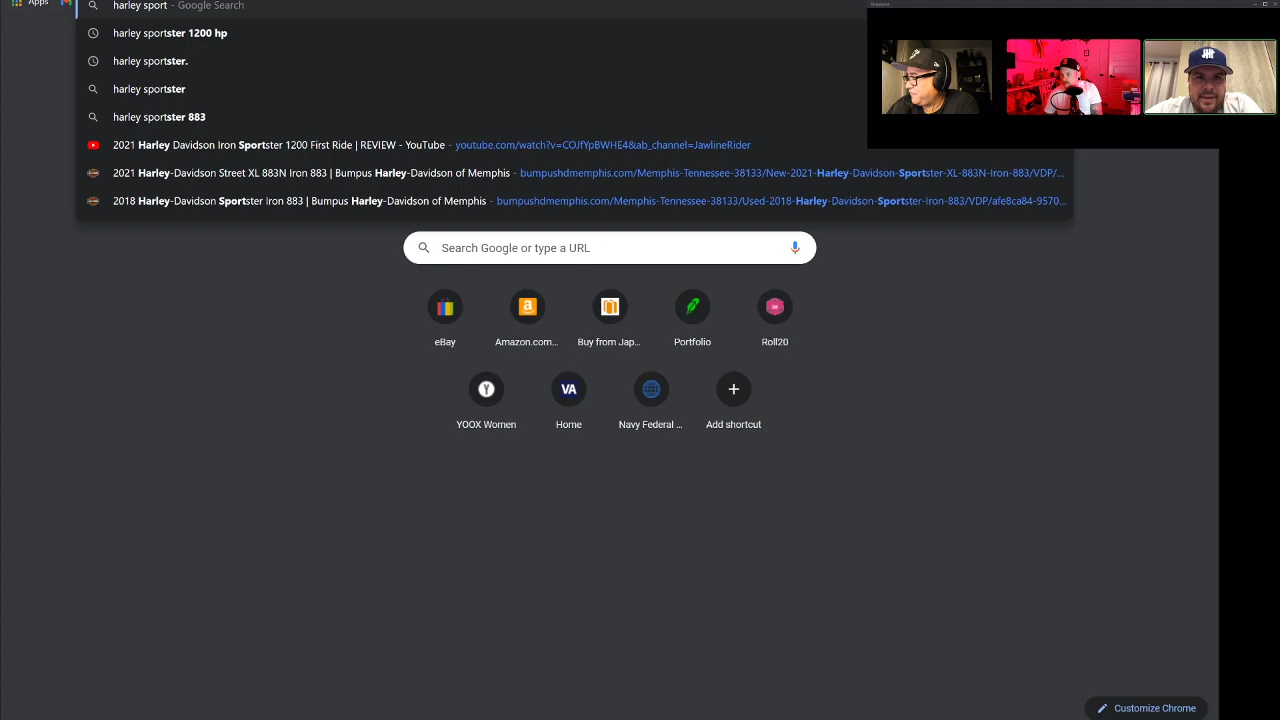 Apps
harley sport - Google Search
harley sportster 1200 hp
harley sportster.
harley sportster
harley sportster 883
2021 Harley Davidson Iron Sportster 1200 First Ride | REVIEW - YouTube - youtube.com/watch?v=COJfYpBWHE4&ab_channel=JawlineRider
2021 Harley-Davidson Street XL 883N Iron 883 | Bumpus Harley-Davidson of Memphis - bumpushdmemphis.com/Memphis-Tennessee-38133/New-2021-Harley-Davidson-Sportster-XL-883N-Iron-883/VDP/...
2018 Harley-Davidson Sportster Iron 883 | Bumpus Harley-Davidson of Memphis - bumpushdmemphis.com/Memphis-Tennessee-38133/Used-2018-Harley-Davidson-Sportster-Iron-883/VDP/afe8ca84-9570...
Search Google or type a URL
eBay
Amazon.com...
Buy from Jap...
Portfolio
Roll20
Y
VA
YOOX Women
Home
Navy Federal ...
Add shortcut
Customize Chrome